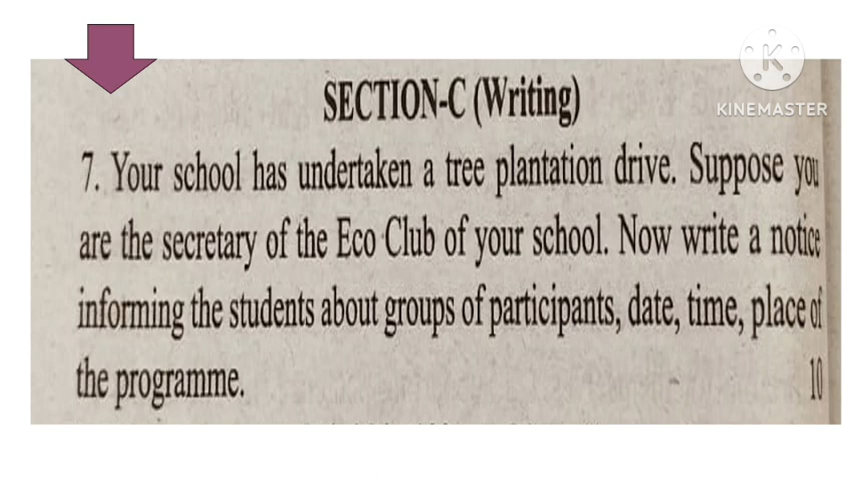 KINEMASTER
SECTION-C (Writing)
7. Your school has undertaken a tree plantation drive. Suppose you
are the secretary of the Eco Club of your school. Now write a notice
informing the students about groups of participants, date, time, place of
the programme. 10